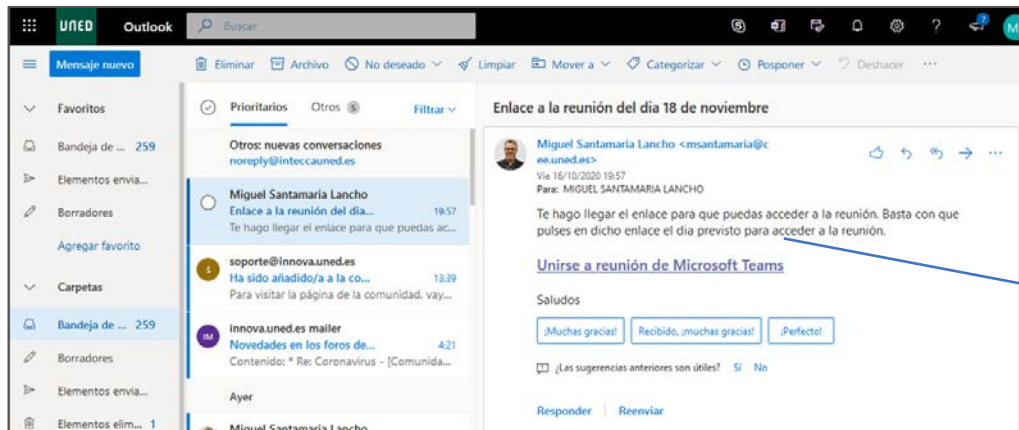 UNED Outlook Buscar
Mensaje nuevo Eliminar Archivo No deseado Limpiar Mover a Categorizar Posponer Deshacer ...
Favoritos
Bandeja de ... 259
Elementos envia...
Borradores
Agregar favorito
Carpetas
Bandeja de ... 259
Borradores
Elementos envia...
Elementos elim... 1
Prioritarios Otros 5 Filtrar
Otros: nuevas conversaciones
noreply@inteccauned.es
Miguel Santamaria Lancho
Enlace a la reunión del dia... 19:57
Te hago llegar el enlace para que puedas ac...
s
soporte@innova.uned.es
Ha sido añadido/a a la co... 13:39
Para visitar la página de la comunidad, vay...
IM
innova.uned.es mailer
Novedades en los foros de... 4:21
Contenido: * Re: Coronavirus - [Comunida...
Ayer
Miguel Santamaria Lancho
Enlace a la reunión del dia 18 de noviembre
Miguel Santamaria Lancho <msantamaria@c
ee.uned.es>
Vie 16/10/2020 19:57
Para: MIGUEL SANTAMARIA LANCHO
Te hago llegar el enlace para que puedas acceder a la reunión. Basta con que
pulses en dicho enlace el dia previsto para acceder a la reunión.
Unirse a reunión de Microsoft Teams
Saludos
¡Muchas gracias! Recibido, ¡muchas gracias! ¡Perfecto!
¿Las sugerencias anteriores son útiles? Sí No
Responder Reenviar